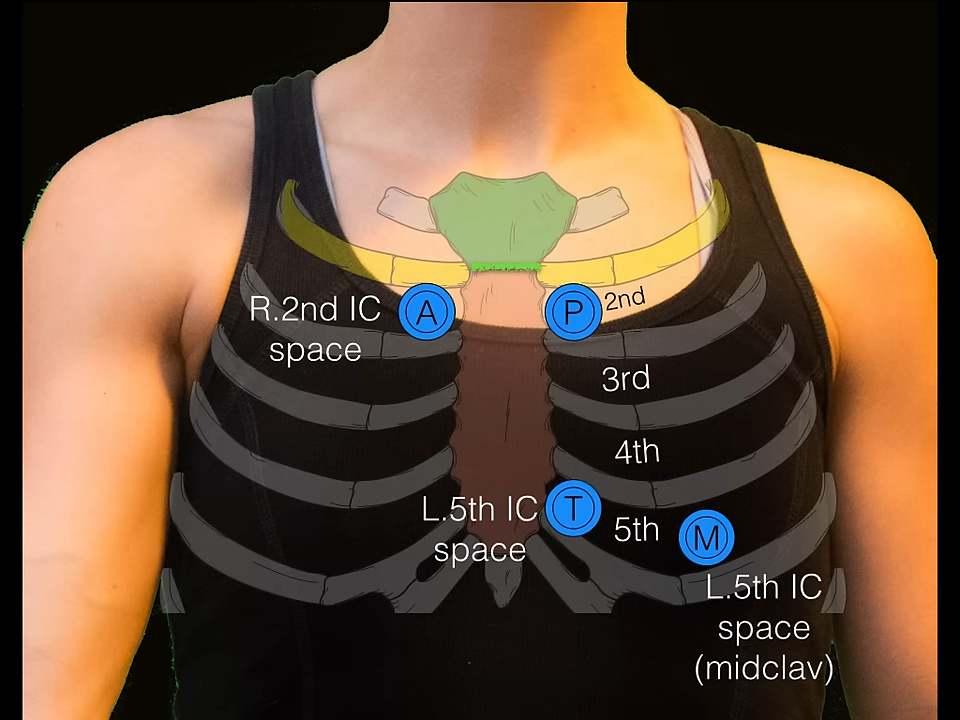 R.2nd IC
space
A
P
2nd
3rd
4th
L.5th IC
space
T
5th
M
L.5th IC
space
(midclav)